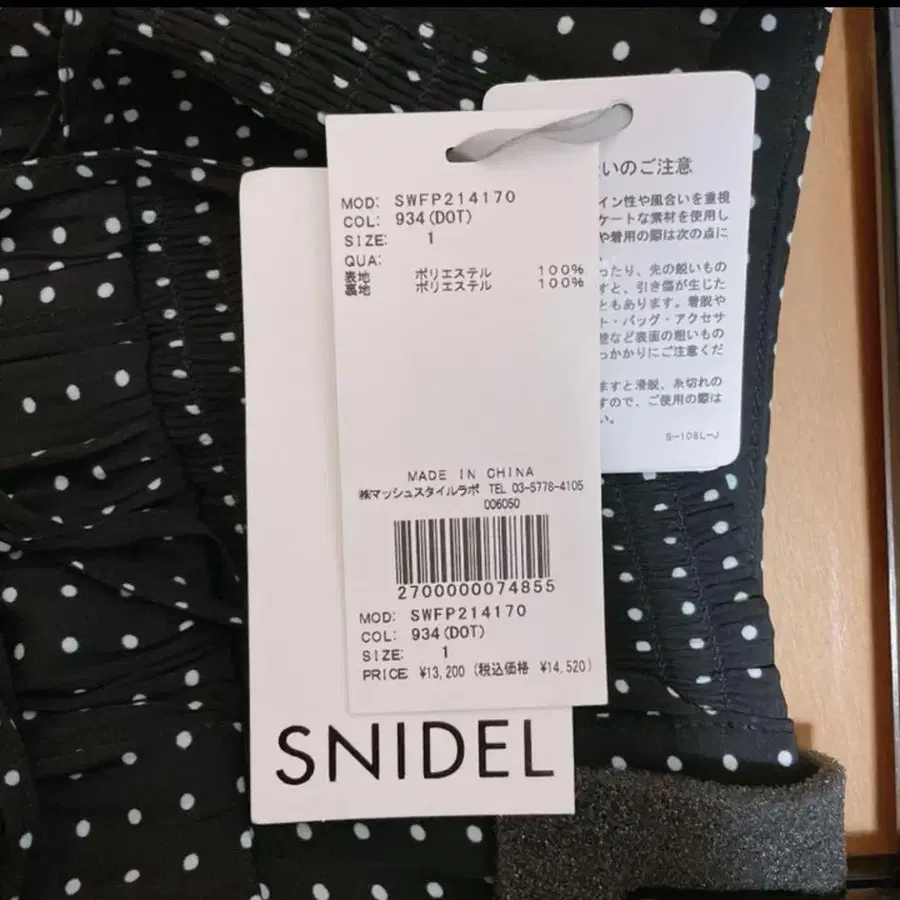 MOD: SWFP214170
COL: 934(DOT)
SIZE: 1
QUA:
表地 ポリエステル 100%
裏地 ポリエステル 100%
MADE IN CHINA
㈱マッシュスタイルラボ TEL 03-5778-4105
006050
2700000074855
MOD: SWFP214170
COL: 934(DOT)
SIZE: 1
PRICE ¥13,200 (税込価格 ¥14,520)
SNIDEL
いのご注意
イン性や風合いを重視
ケートな素材を使用し
や着用の際は次の点に
ったり、先の鋭いもの
すと、引き傷が生じた
ともあります。着脱や
ト・バッグ・アクセサ
など表面の粗いもの
っかかりにご注意くだ
ますと滑脱、糸切れの
すので、ご使用の際は
い。
S-108L-J